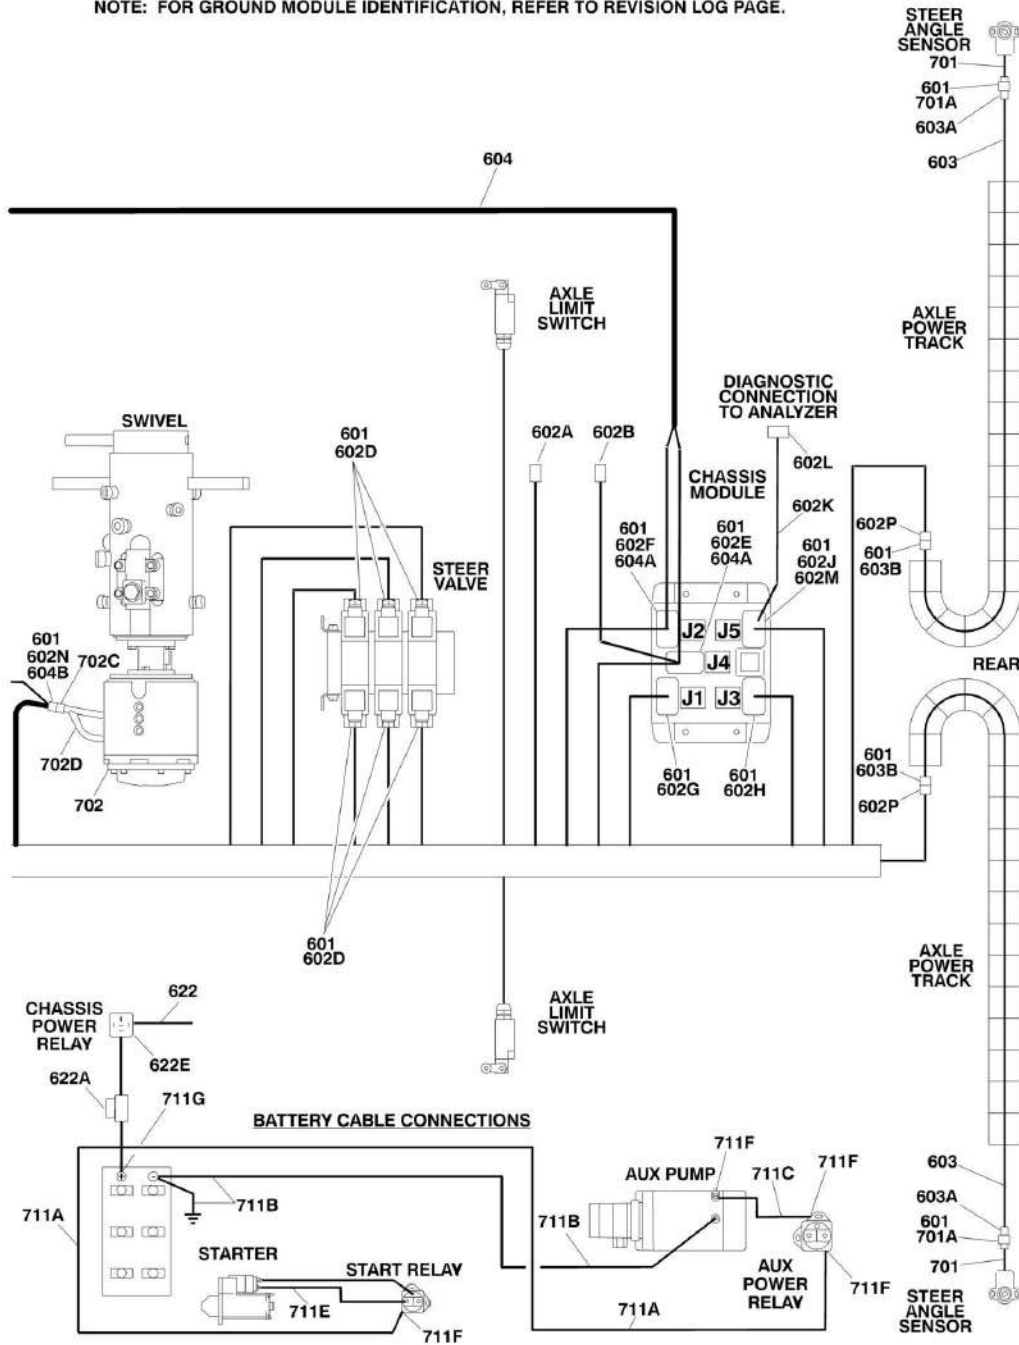 NOTE: FOR GROUND MODULE IDENTIFICATION, REFER TO REVISION LOG PAGE.
STEER
ANGLE
SENSOR
701
601
701A
603A
603
604
AXLE
LIMIT
SWITCH
AXLE
POWER
TRACK
DIAGNOSTIC
CONNECTION
TO ANALYZER
SWIVEL
601
602D
602A
602B
602L
CHASSIS
MODULE
602K
601
602F
604A
601
602E
604A
601
602J
602M
602P
601
603B
STEER
VALVE
J2
J5
J4
J1
J3
601
602N
604B
702C
702D
702
REAR
601
602G
601
602H
601
603B
602P
601
602D
AXLE
POWER
TRACK
AXLE
LIMIT
SWITCH
622
CHASSIS
POWER
RELAY
622E
622A
711G
BATTERY CABLE CONNECTIONS
711F
AUX PUMP
711C
711F
603
603A
711A
711B
711B
601
701A
701
STARTER
START RELAY
AUX
POWER
RELAY
711F
711E
711A
711F
STEER
ANGLE
SENSOR